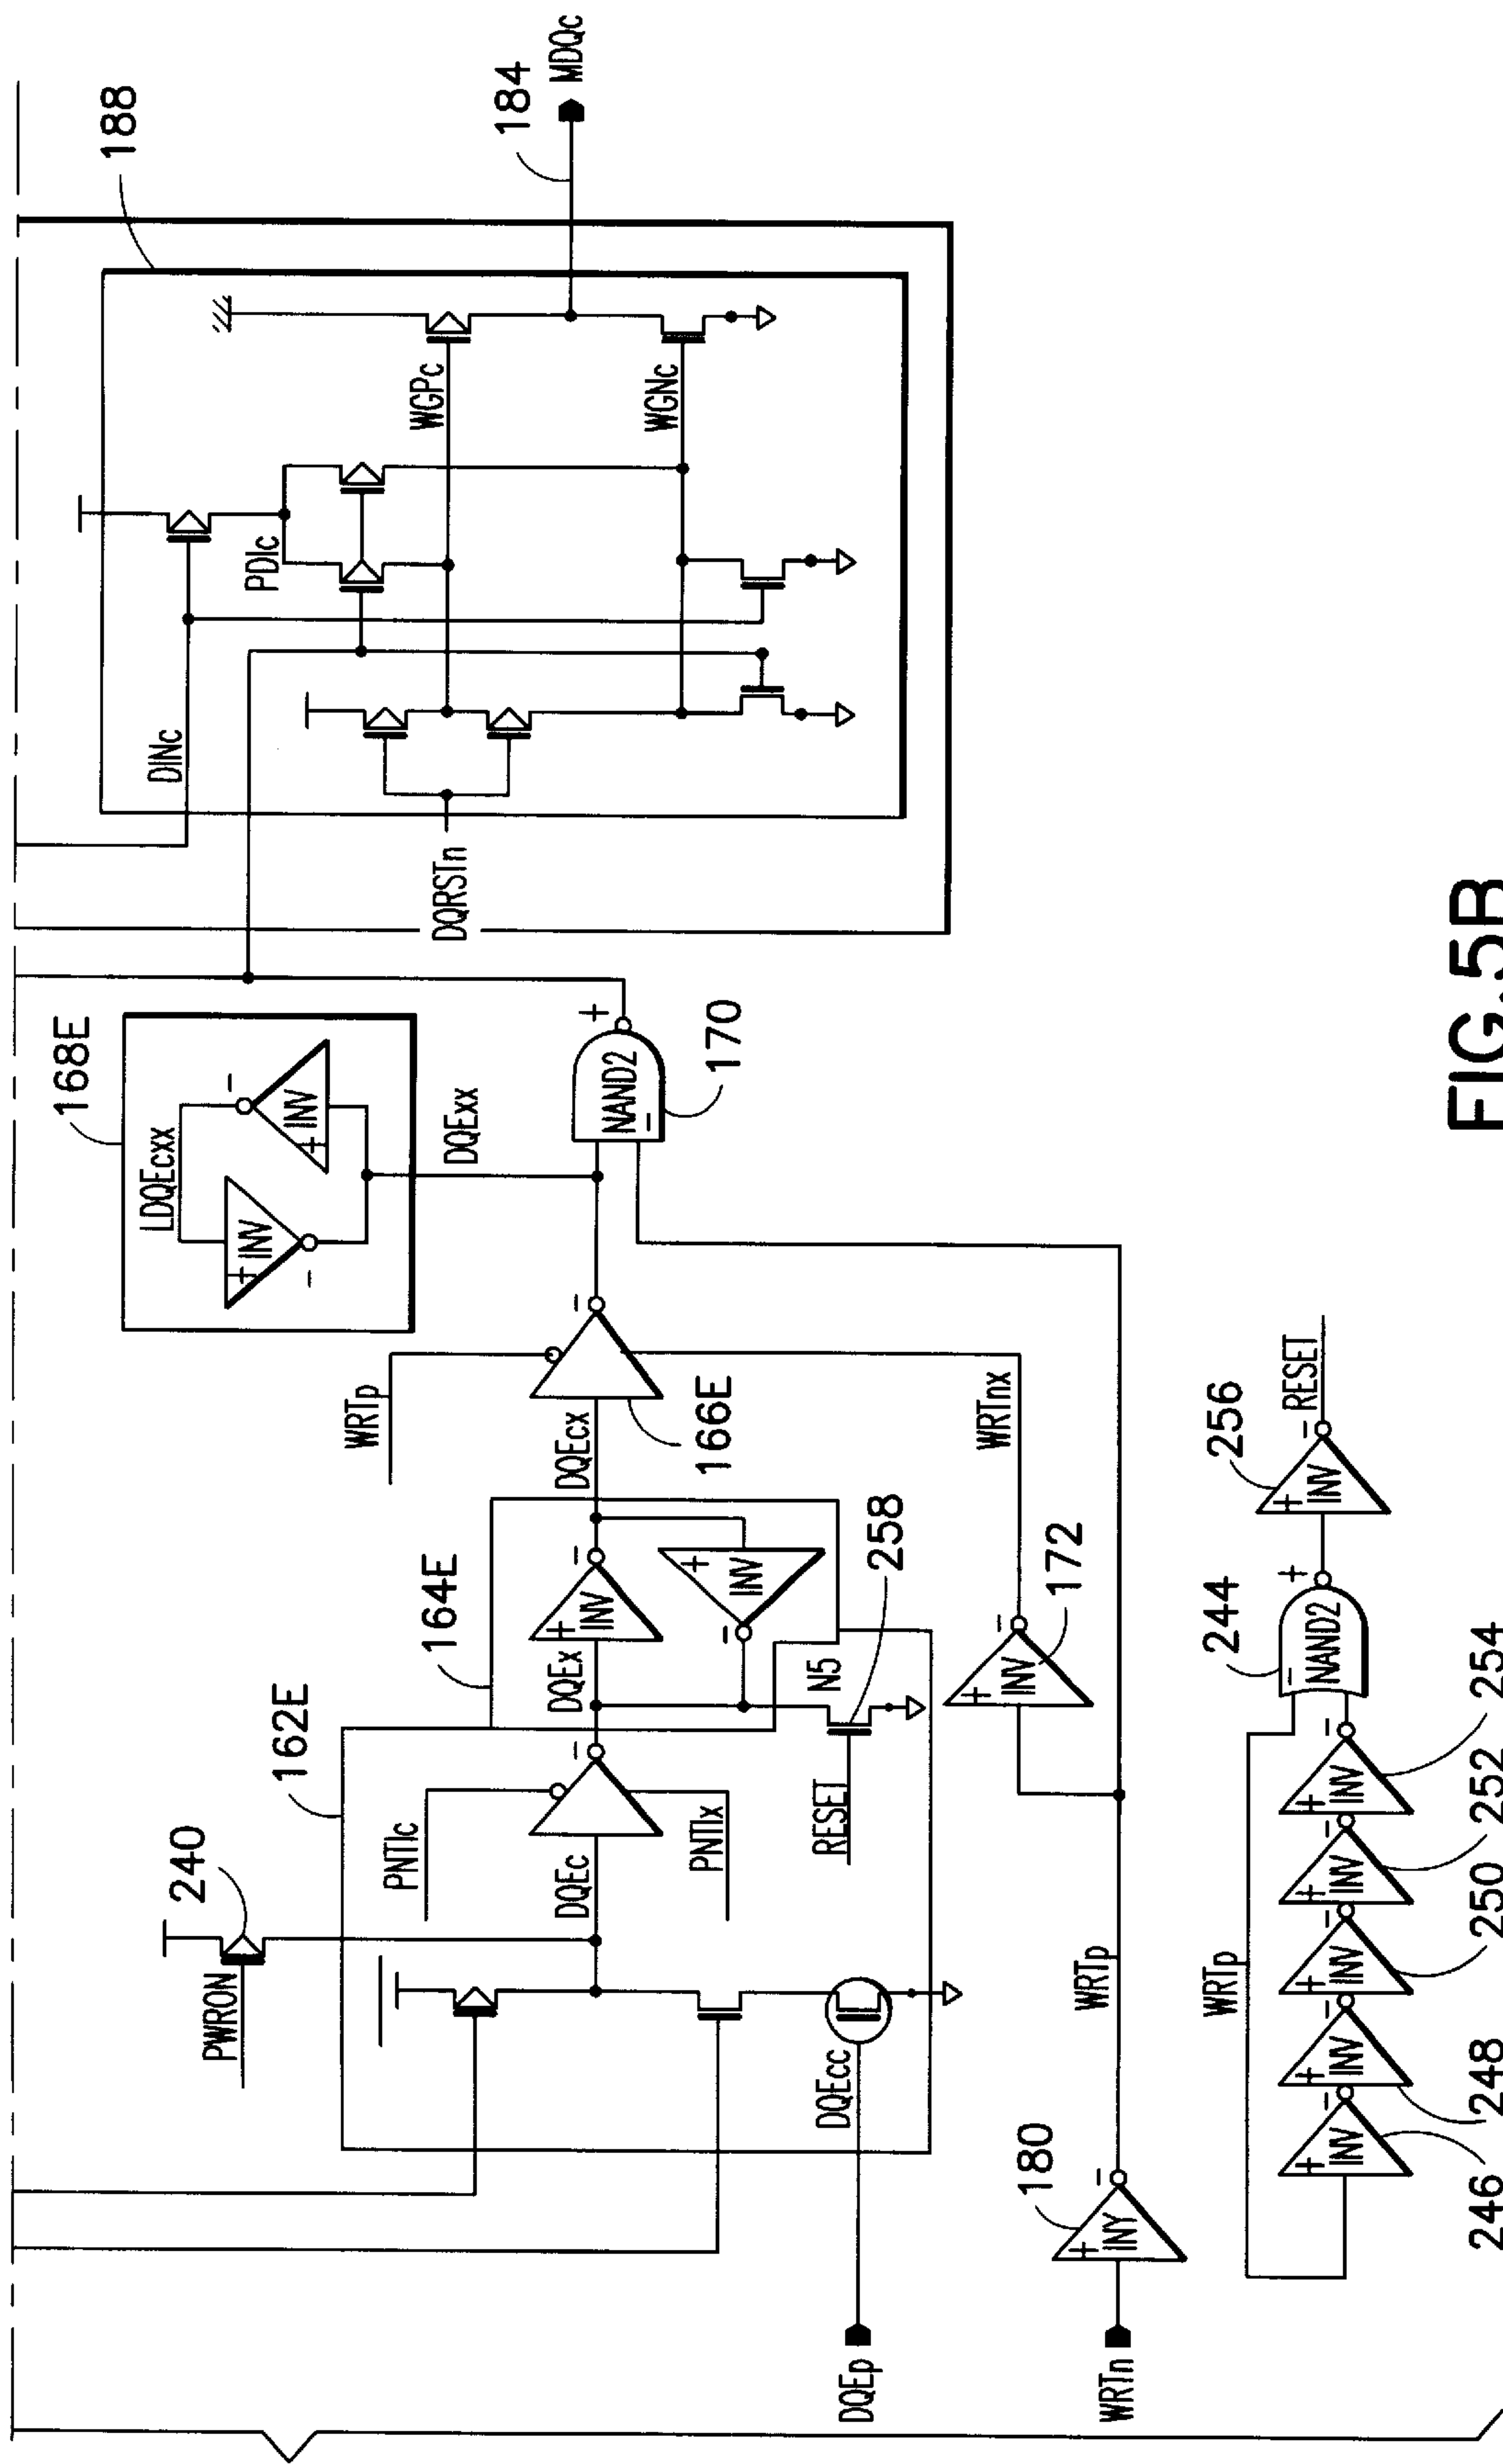 188
184
MDQc
DINc
PDIc
WGPc
WGNc
DQRSTn
168E
LDQEcxx
+ INV -
+ INV -
DQExx
+
NAND2
-
170
WRTp
-
DQEcx
166E
WRTnx
164E
-
+ INV
DQEx
+ INV
-
N5
258
162E
240
PWRON
PNTIc
-
DQEc
PNTIx
RESET
DQEcc
DQEp
172
-
+ INV
WRTp
180
-
+ INY
WRTn
WRTp
+ INV -
+ INV -
+ INV -
+ INV -
+ INV -
246
248
250
252
254
244
-
NAND2
+
256
+ INV -
RESET
FIG.5B